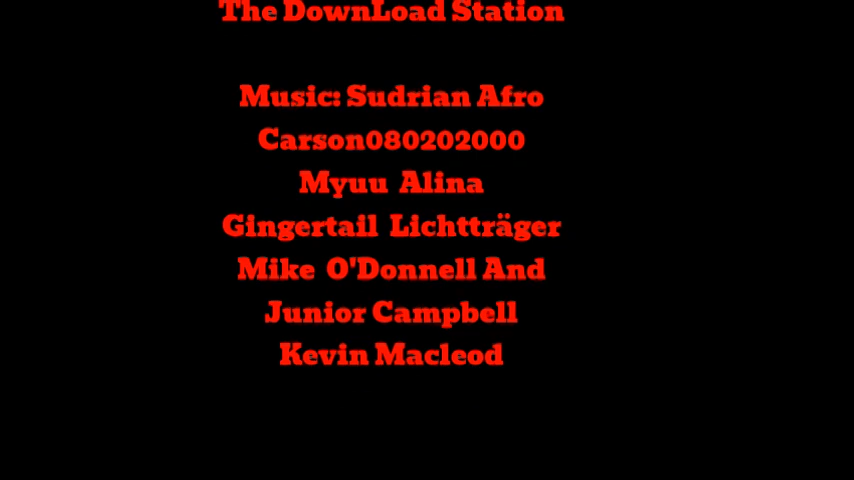 The DownLoad Station
Music: Sudrian Afro
Carson080202000
Myuu Alina
Gingertail Lichtträger
Mike O'Donnell And
Junior Campbell
Kevin Macleod